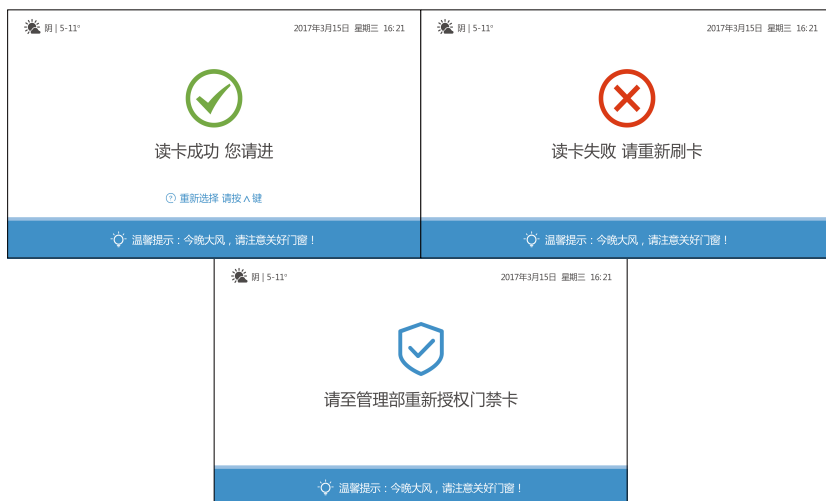 阴 | 5-11° 2017年3月15日 星期三 16:21
读卡成功 您请进
? 重新选择 请按∧键
温馨提示：今晚大风，请注意关好门窗！
阴 | 5-11° 2017年3月15日 星期三 16:21
读卡失败 请重新刷卡
温馨提示：今晚大风，请注意关好门窗！
阴 | 5-11° 2017年3月15日 星期三 16:21
请至管理部重新授权门禁卡
温馨提示：今晚大风，请注意关好门窗！